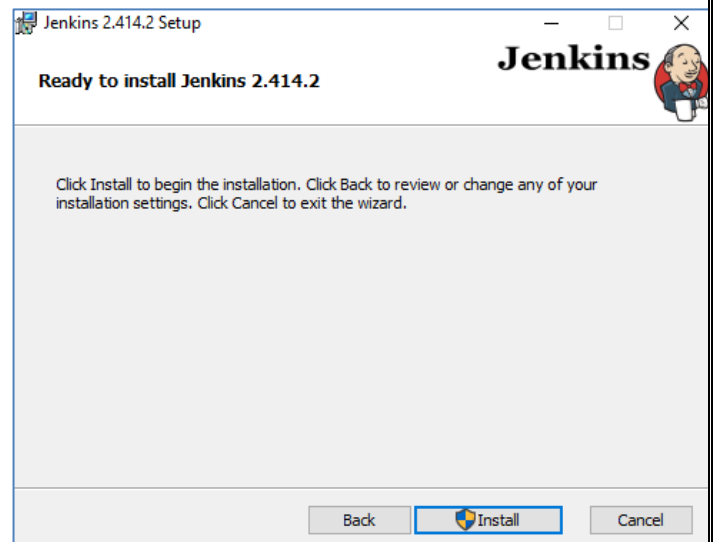 Jenkins 2.414.2 Setup
Jenkins
Ready to install Jenkins 2.414.2
Click Install to begin the installation. Click Back to review or change any of your
installation settings. Click Cancel to exit the wizard.
Back Install Cancel